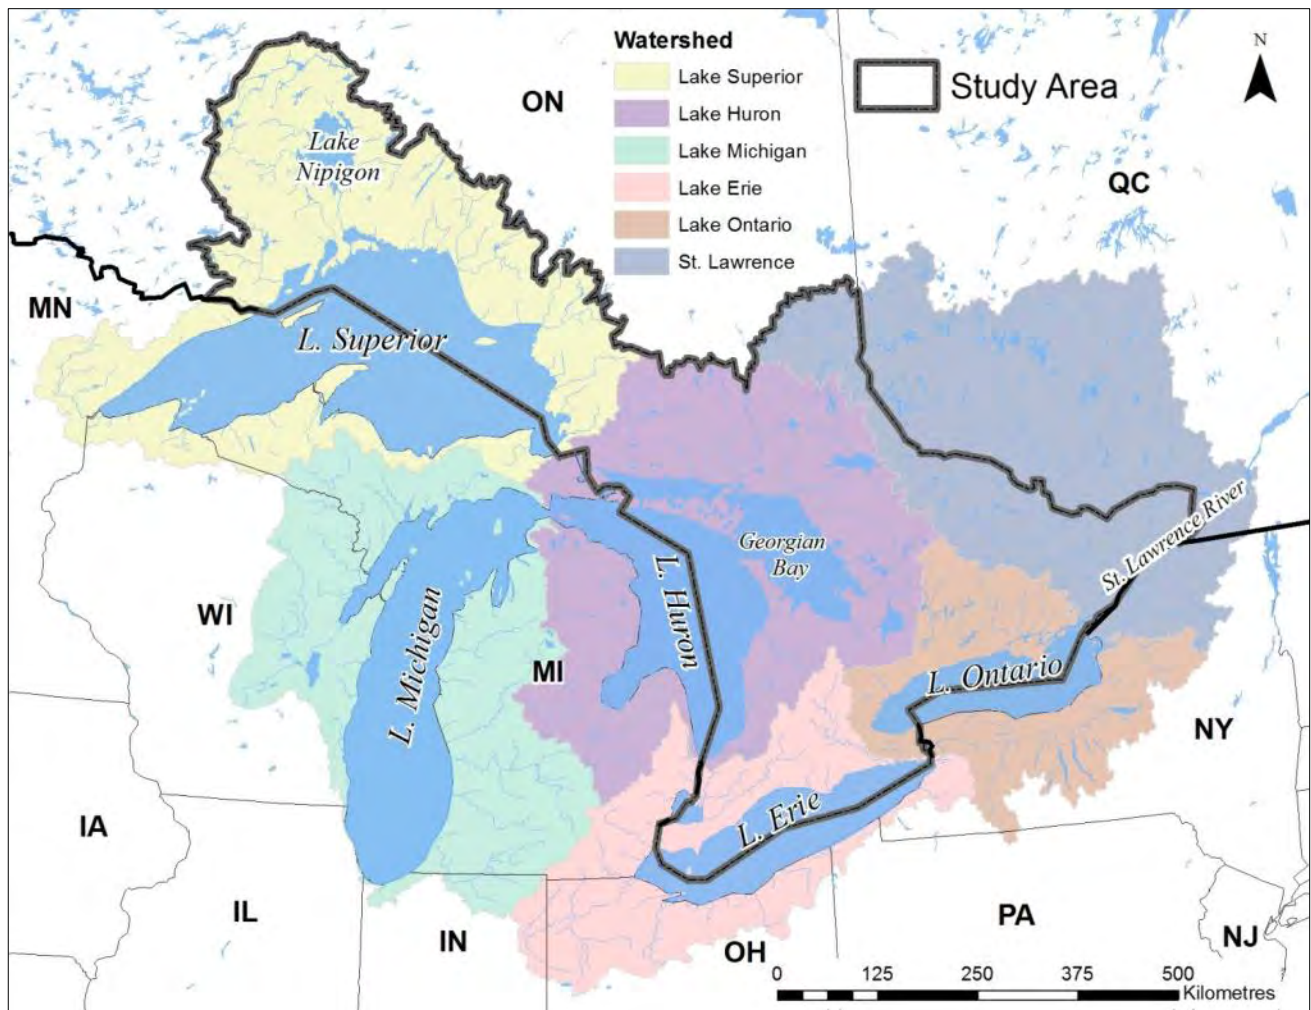 Watershed
Lake Superior
Lake Huron
Lake Michigan
Lake Erie
Lake Ontario
St. Lawrence
Study Area
N
ON
QC
Lake
Nipigon
MN
L. Superior
St. Lawrence River
Georgian
Bay
L. Huron
L. Michigan
WI
MI
L. Ontario
NY
L. Erie
IA
IL
IN
OH
PA
NJ
0 125 250 375 500
Kilometres